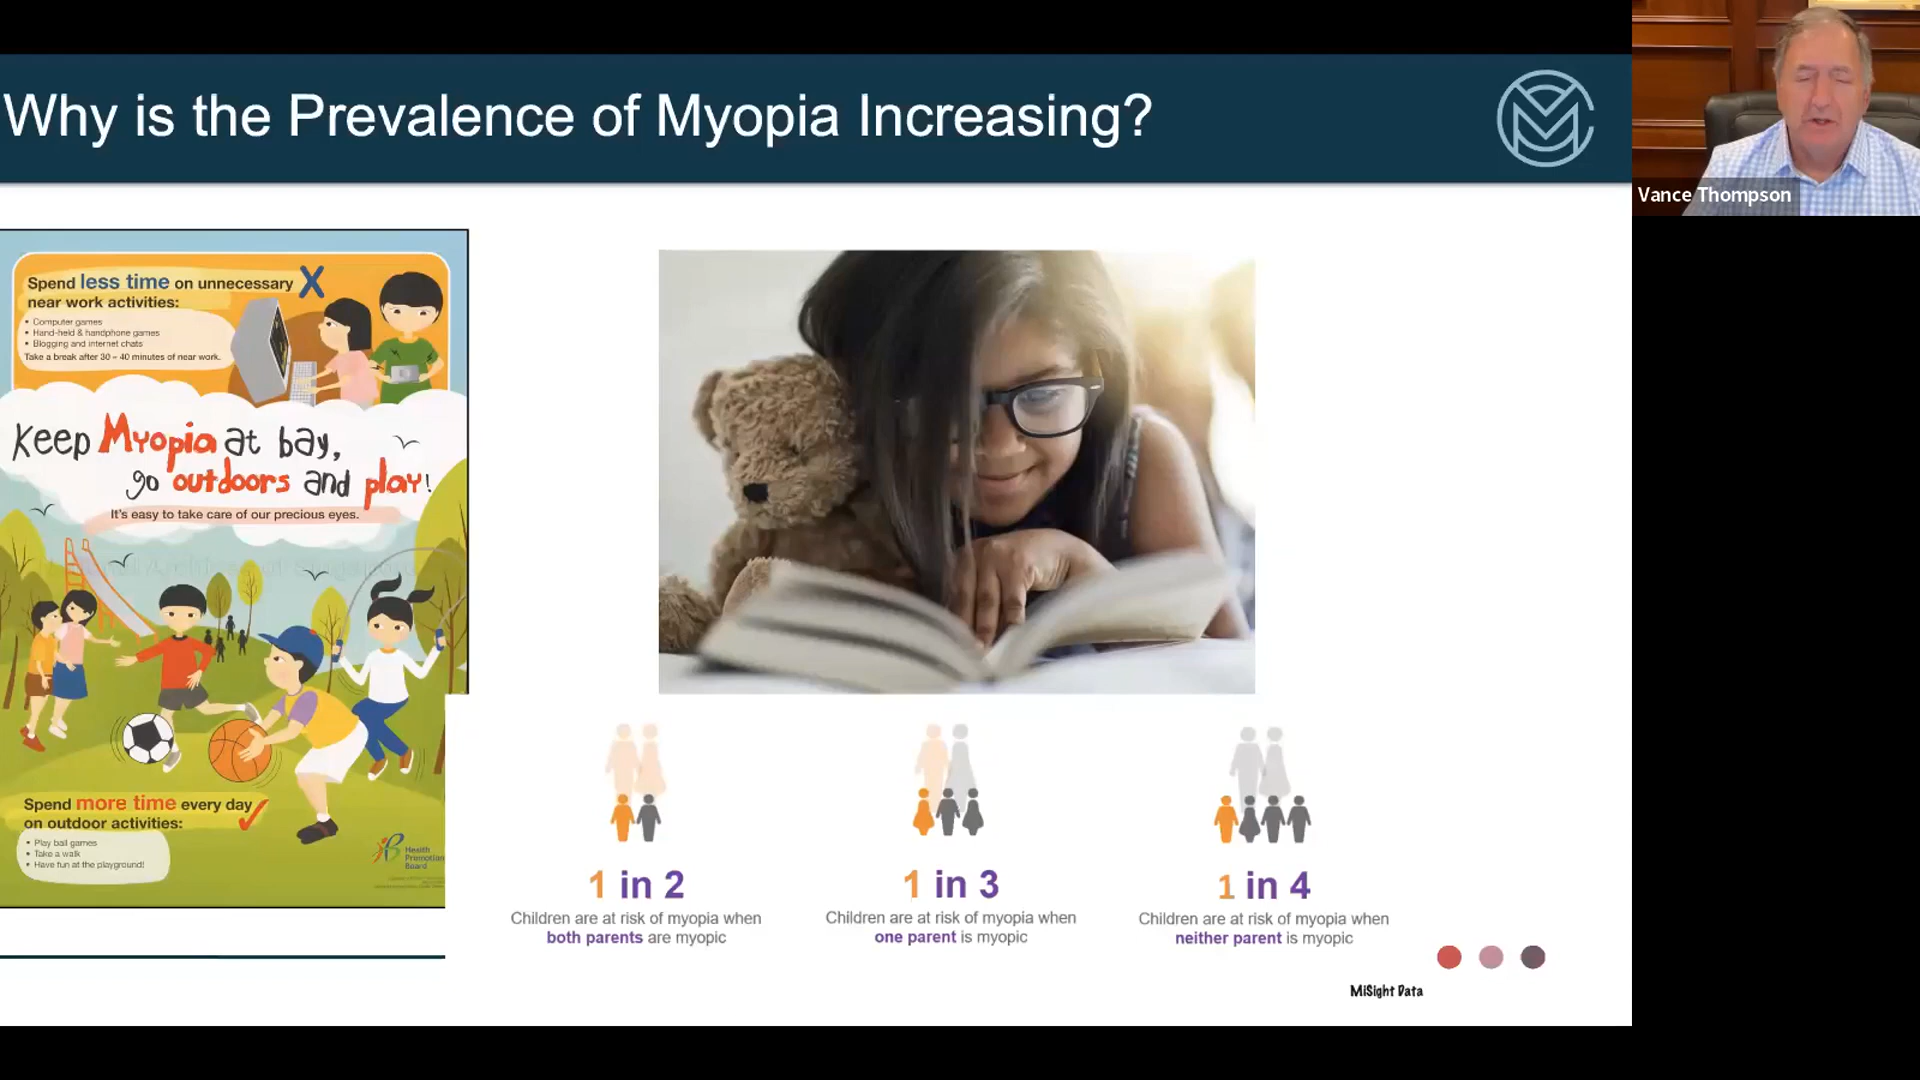 Why is the Prevalence of Myopia Increasing?
Vance Thompson
Spend less time on unnecessary X
near work activities:
• Computer games
• Hand-held & handphone games
• Blogging and internet chats
Take a break after 30 – 40 minutes of near work.
Keep Myopia at bay,
go outdoors and play!
It's easy to take care of our precious eyes.
Spend more time every day
on outdoor activities:
• Play ball games
• Take a walk
• Have fun at the playground!
Health
Promotion
Board
1 in 2
Children are at risk of myopia when
both parents are myopic
1 in 3
Children are at risk of myopia when
one parent is myopic
1 in 4
Children are at risk of myopia when
neither parent is myopic
MiSight Data